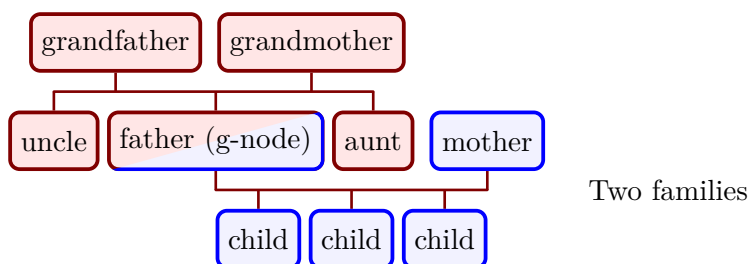 grandfather grandmother
uncle father (g-node) aunt mother
Two families
child child child